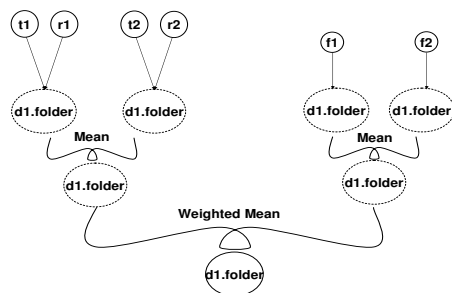 t1 r1 t2 r2 f1 f2
d1.folder d1.folder d1.folder d1.folder
Mean Mean
d1.folder d1.folder
Weighted Mean
d1.folder